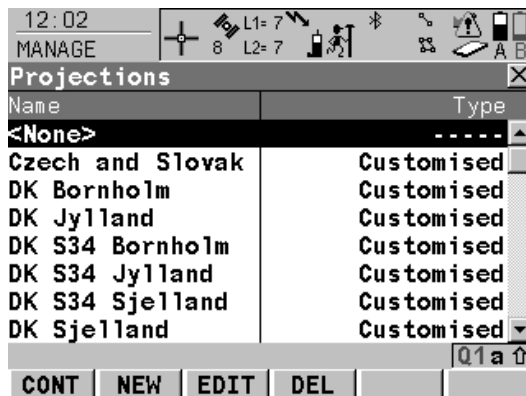 12:02
MANAGE
8 L1= 7
L2= 7
A B
Projections
Name Type
<None> -----
Czech and Slovak Customised
DK Bornholm Customised
DK Jylland Customised
DK S34 Bornholm Customised
DK S34 Jylland Customised
DK S34 Sjelland Customised
DK Sjelland Customised
Q1 a
CONT NEW EDIT DEL